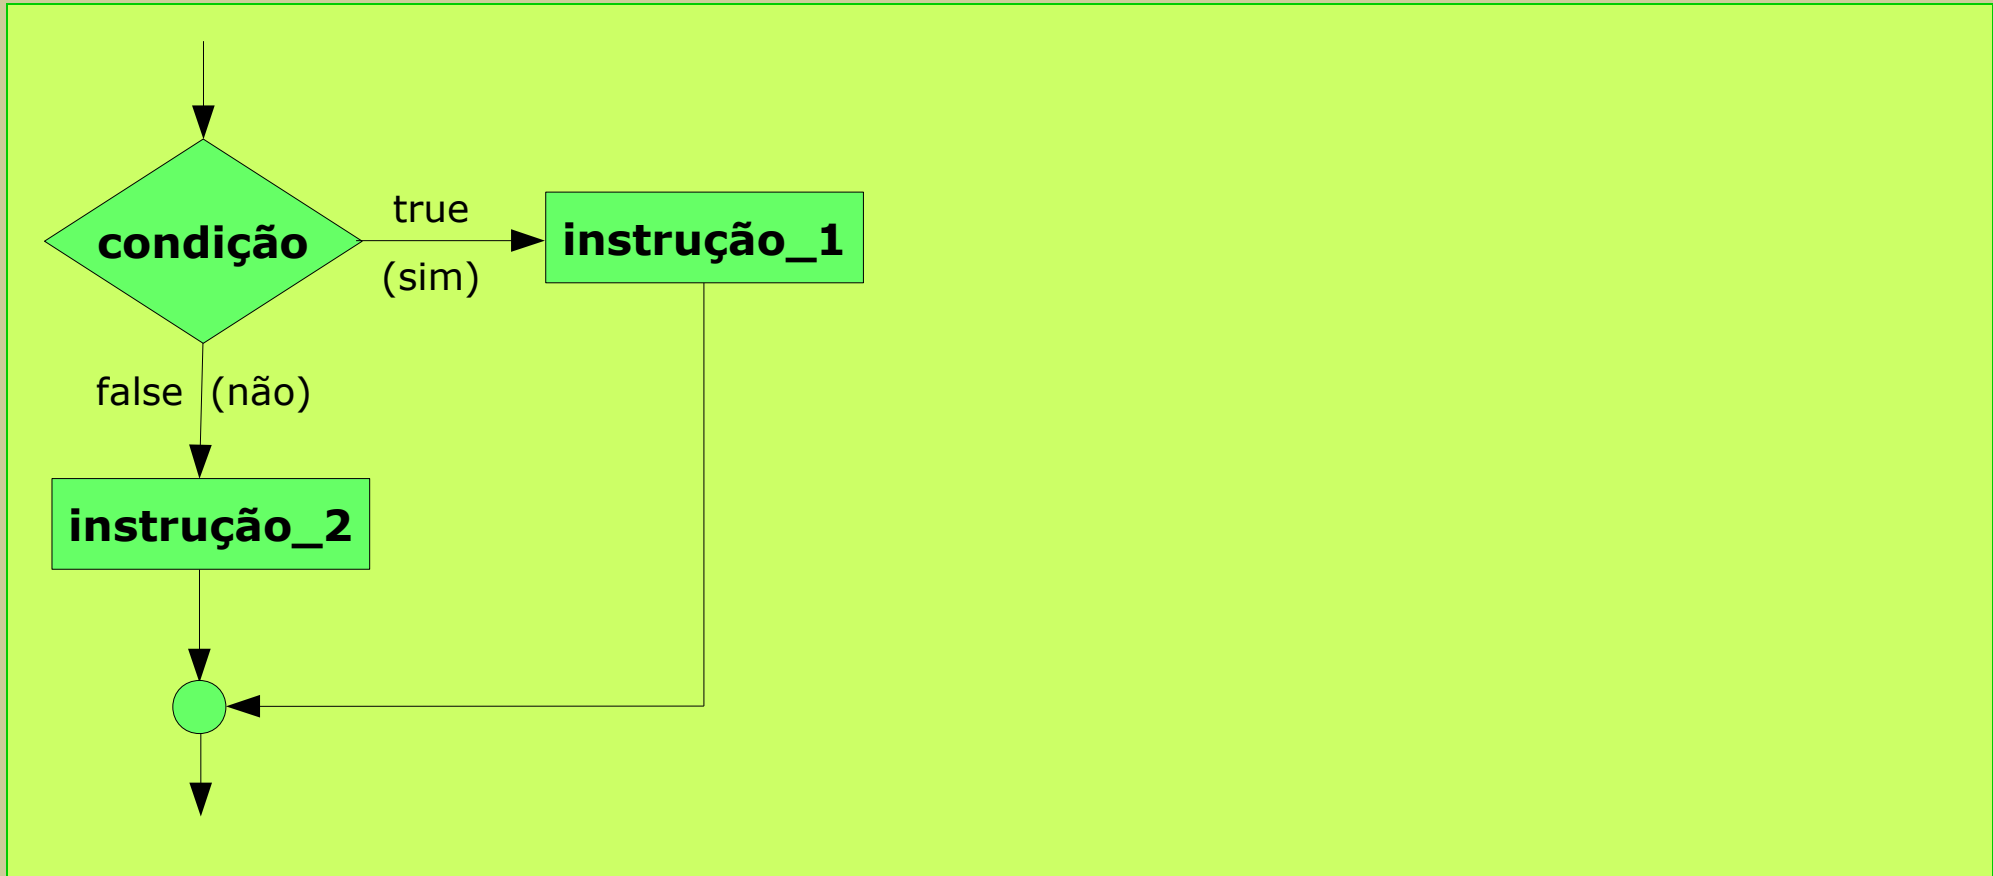 true
condição
instrução_1
(sim)
false (não)
instrução_2